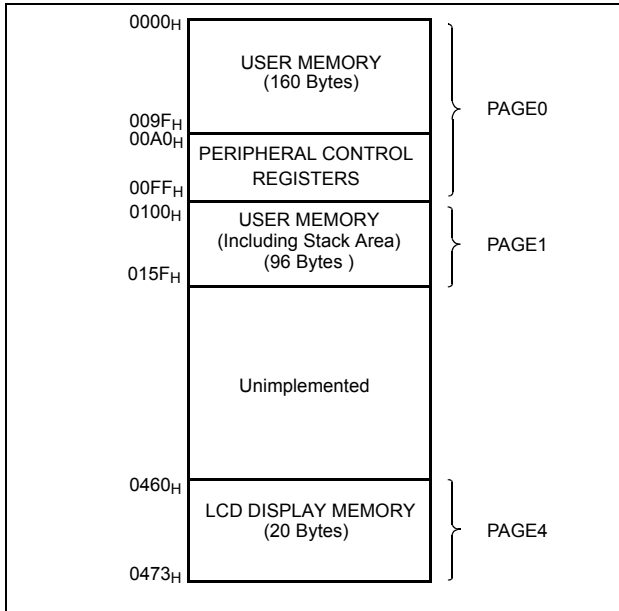 0000H
USER MEMORY
(160 Bytes)
PAGE0
009FH
00A0H
PERIPHERAL CONTROL
REGISTERS
00FFH
0100H
USER MEMORY
(Including Stack Area)
(96 Bytes )
PAGE1
015FH
Unimplemented
0460H
LCD DISPLAY MEMORY
(20 Bytes)
PAGE4
0473H